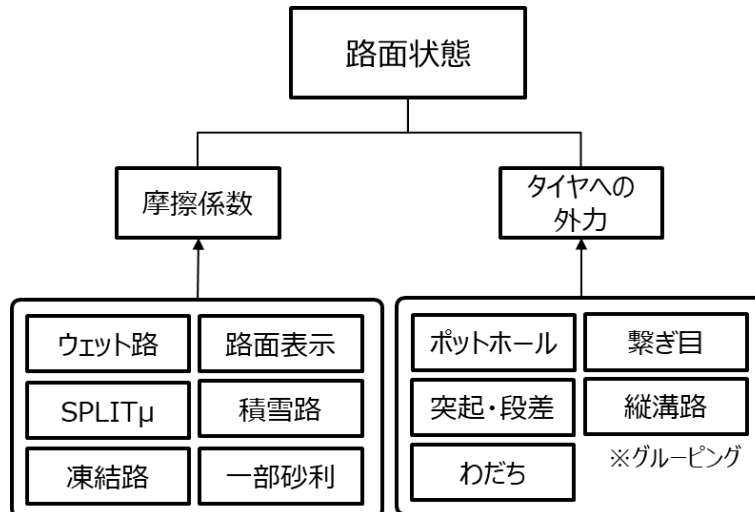 路面状態
摩擦係数
タイヤへの
外力
ウェット路
路面表示
SPLITμ
積雪路
凍結路
一部砂利
ポットホール
繋ぎ目
突起・段差
縦溝路
わだち
※グルーピング